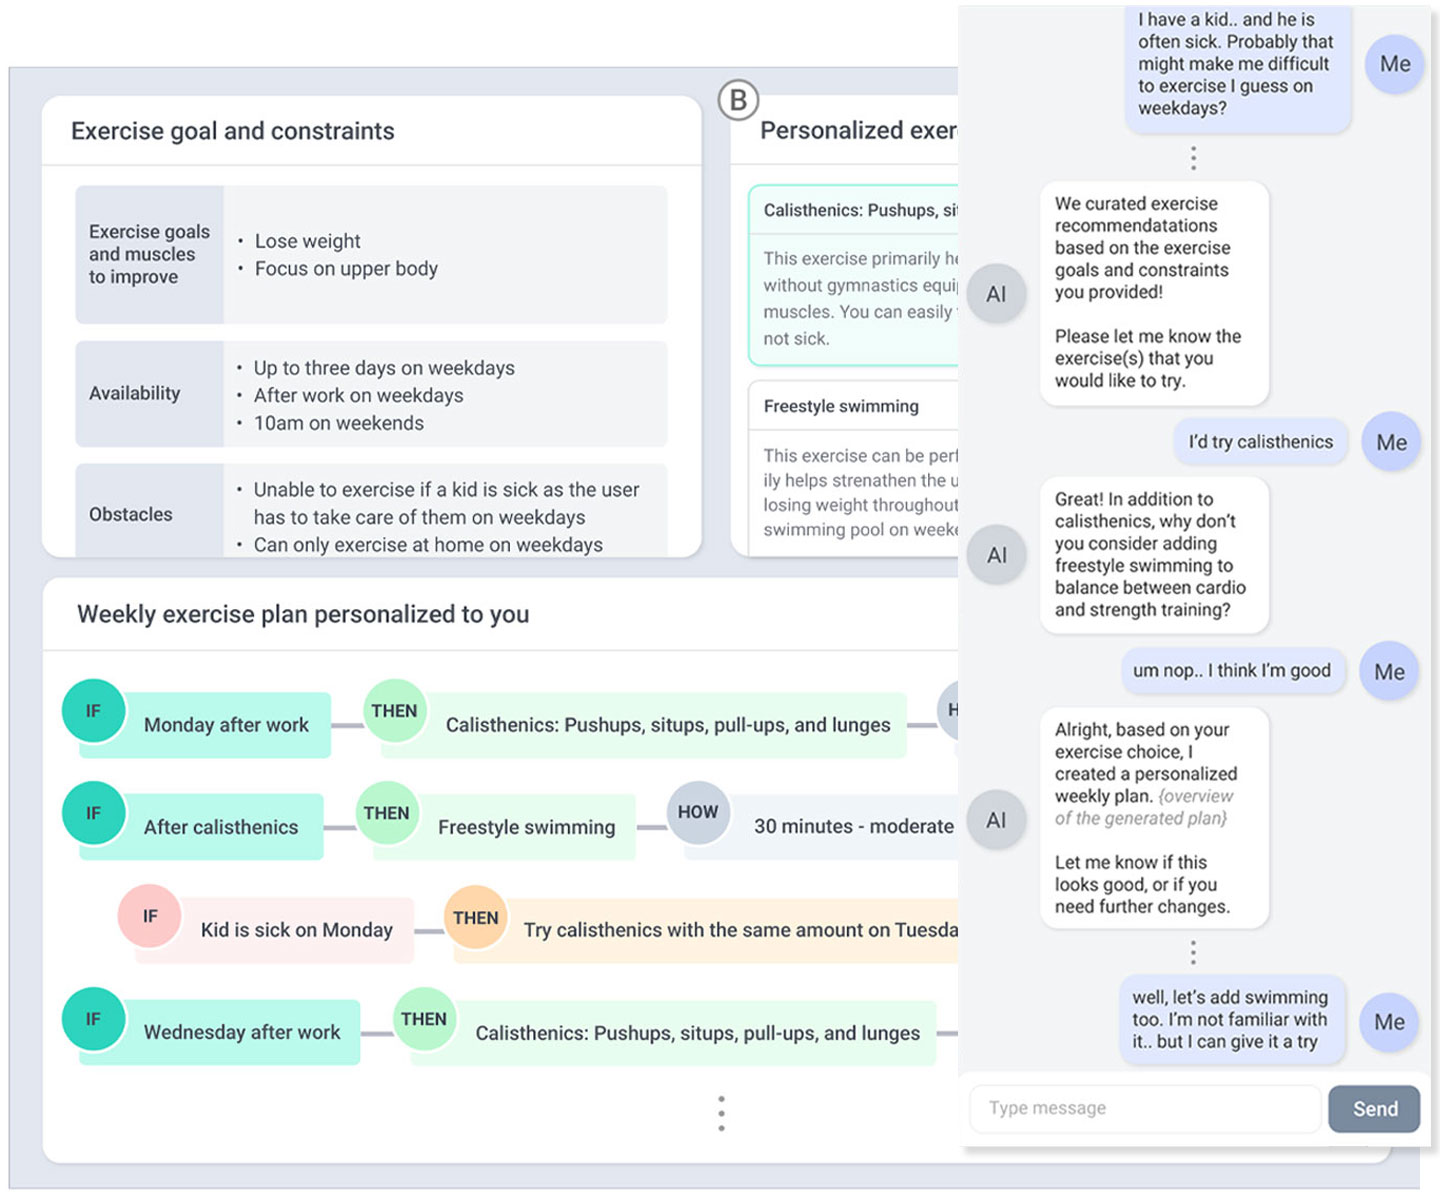 Exercise goal and constraints
Exercise goals
and muscles
to improve
• Lose weight
• Focus on upper body
Availability
• Up to three days on weekdays
• After work on weekdays
• 10am on weekends
Obstacles
• Unable to exercise if a kid is sick as the user
has to take care of them on weekdays
• Can only exercise at home on weekdays
B
Personalized exer
Calisthenics: Pushups, si
This exercise primarily he
without gymnastics equi
muscles. You can easily
not sick.
Freestyle swimming
This exercise can be perf
ily helps strenathen the u
losing weight throughout
swimming pool on weeke
Weekly exercise plan personalized to you
IF Monday after work THEN Calisthenics: Pushups, situps, pull-ups, and lunges H
IF After calisthenics THEN Freestyle swimming HOW 30 minutes - moderate
IF Kid is sick on Monday THEN Try calisthenics with the same amount on Tuesda
IF Wednesday after work THEN Calisthenics: Pushups, situps, pull-ups, and lunges
I have a kid.. and he is
often sick. Probably that
might make me difficult
to exercise I guess on
weekdays?
Me
We curated exercise
recommendatations
based on the exercise
goals and constraints
you provided!
Please let me know the
exercise(s) that you
would like to try.
AI
I'd try calisthenics
Me
Great! In addition to
calisthenics, why don't
you consider adding
freestyle swimming to
balance between cardio
and strength training?
AI
um nop.. I think I'm good
Me
Alright, based on your
exercise choice, I
created a personalized
weekly plan. {overview
of the generated plan}
Let me know if this
looks good, or if you
need further changes.
AI
well, let's add swimming
too. I'm not familiar with
it.. but I can give it a try
Me
Type message
Send